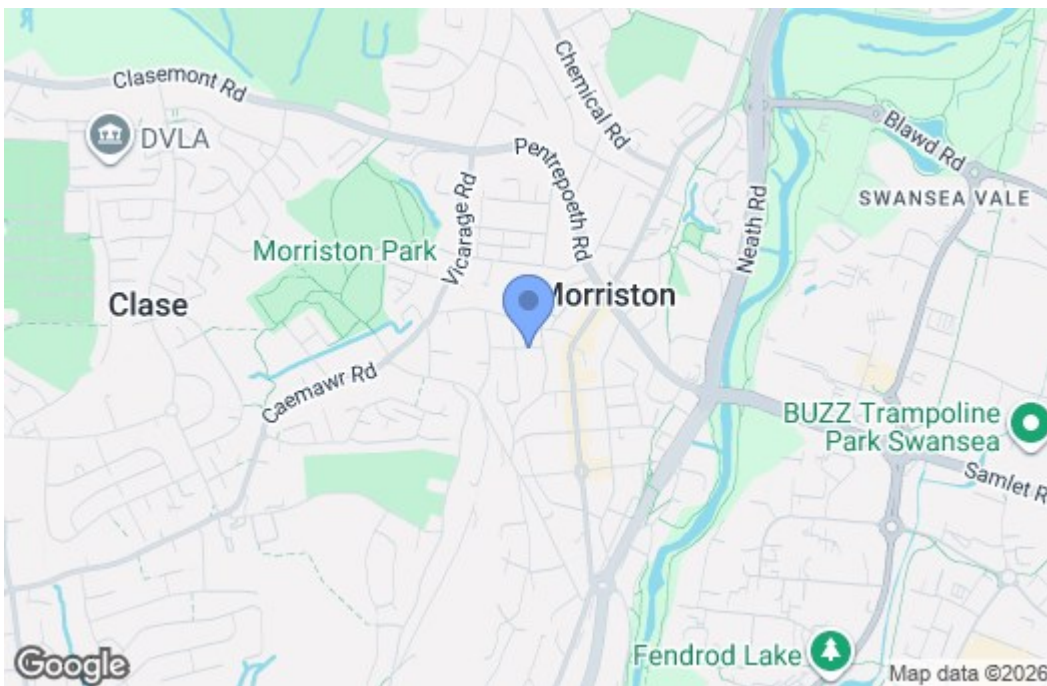 Clasemont Rd
Chemical Rd
DVLA
Pentrepoeth Rd
Blawd Rd
SWANSEA VALE
Vicarage Rd
Neath Rd
Morriston Park
Clase
Morriston
Caemawr Rd
BUZZ Trampoline
Park Swansea
Samlet R
Fendrod Lake
Google
Map data ©2026